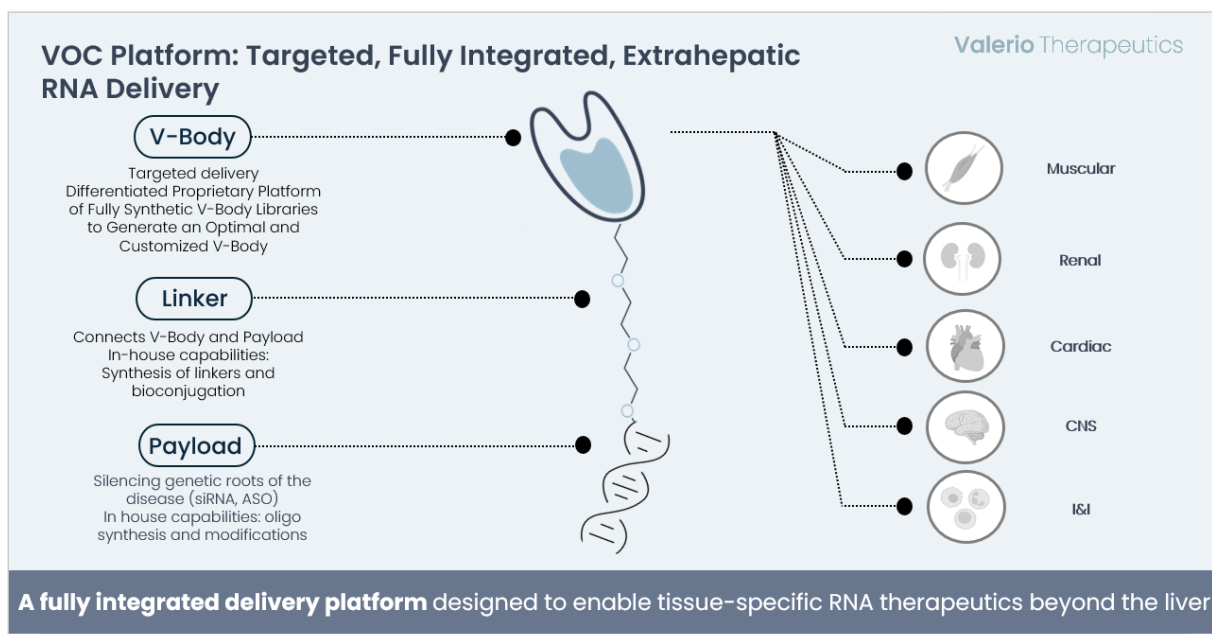 VOC Platform: Targeted, Fully Integrated, Extrahepatic
RNA Delivery
Valerio Therapeutics
V-Body
Targeted delivery
Differentiated Proprietary Platform
of Fully Synthetic V-Body Libraries
to Generate an Optimal and
Customized V-Body
Linker
Connects V-Body and Payload
In-house capabilities:
Synthesis of linkers and
bioconjugation
Payload
Silencing genetic roots of the
disease (siRNA, ASO)
In house capabilities: oligo
synthesis and modifications
Muscular
Renal
Cardiac
CNS
I&I
A fully integrated delivery platform designed to enable tissue-specific RNA therapeutics beyond the liver